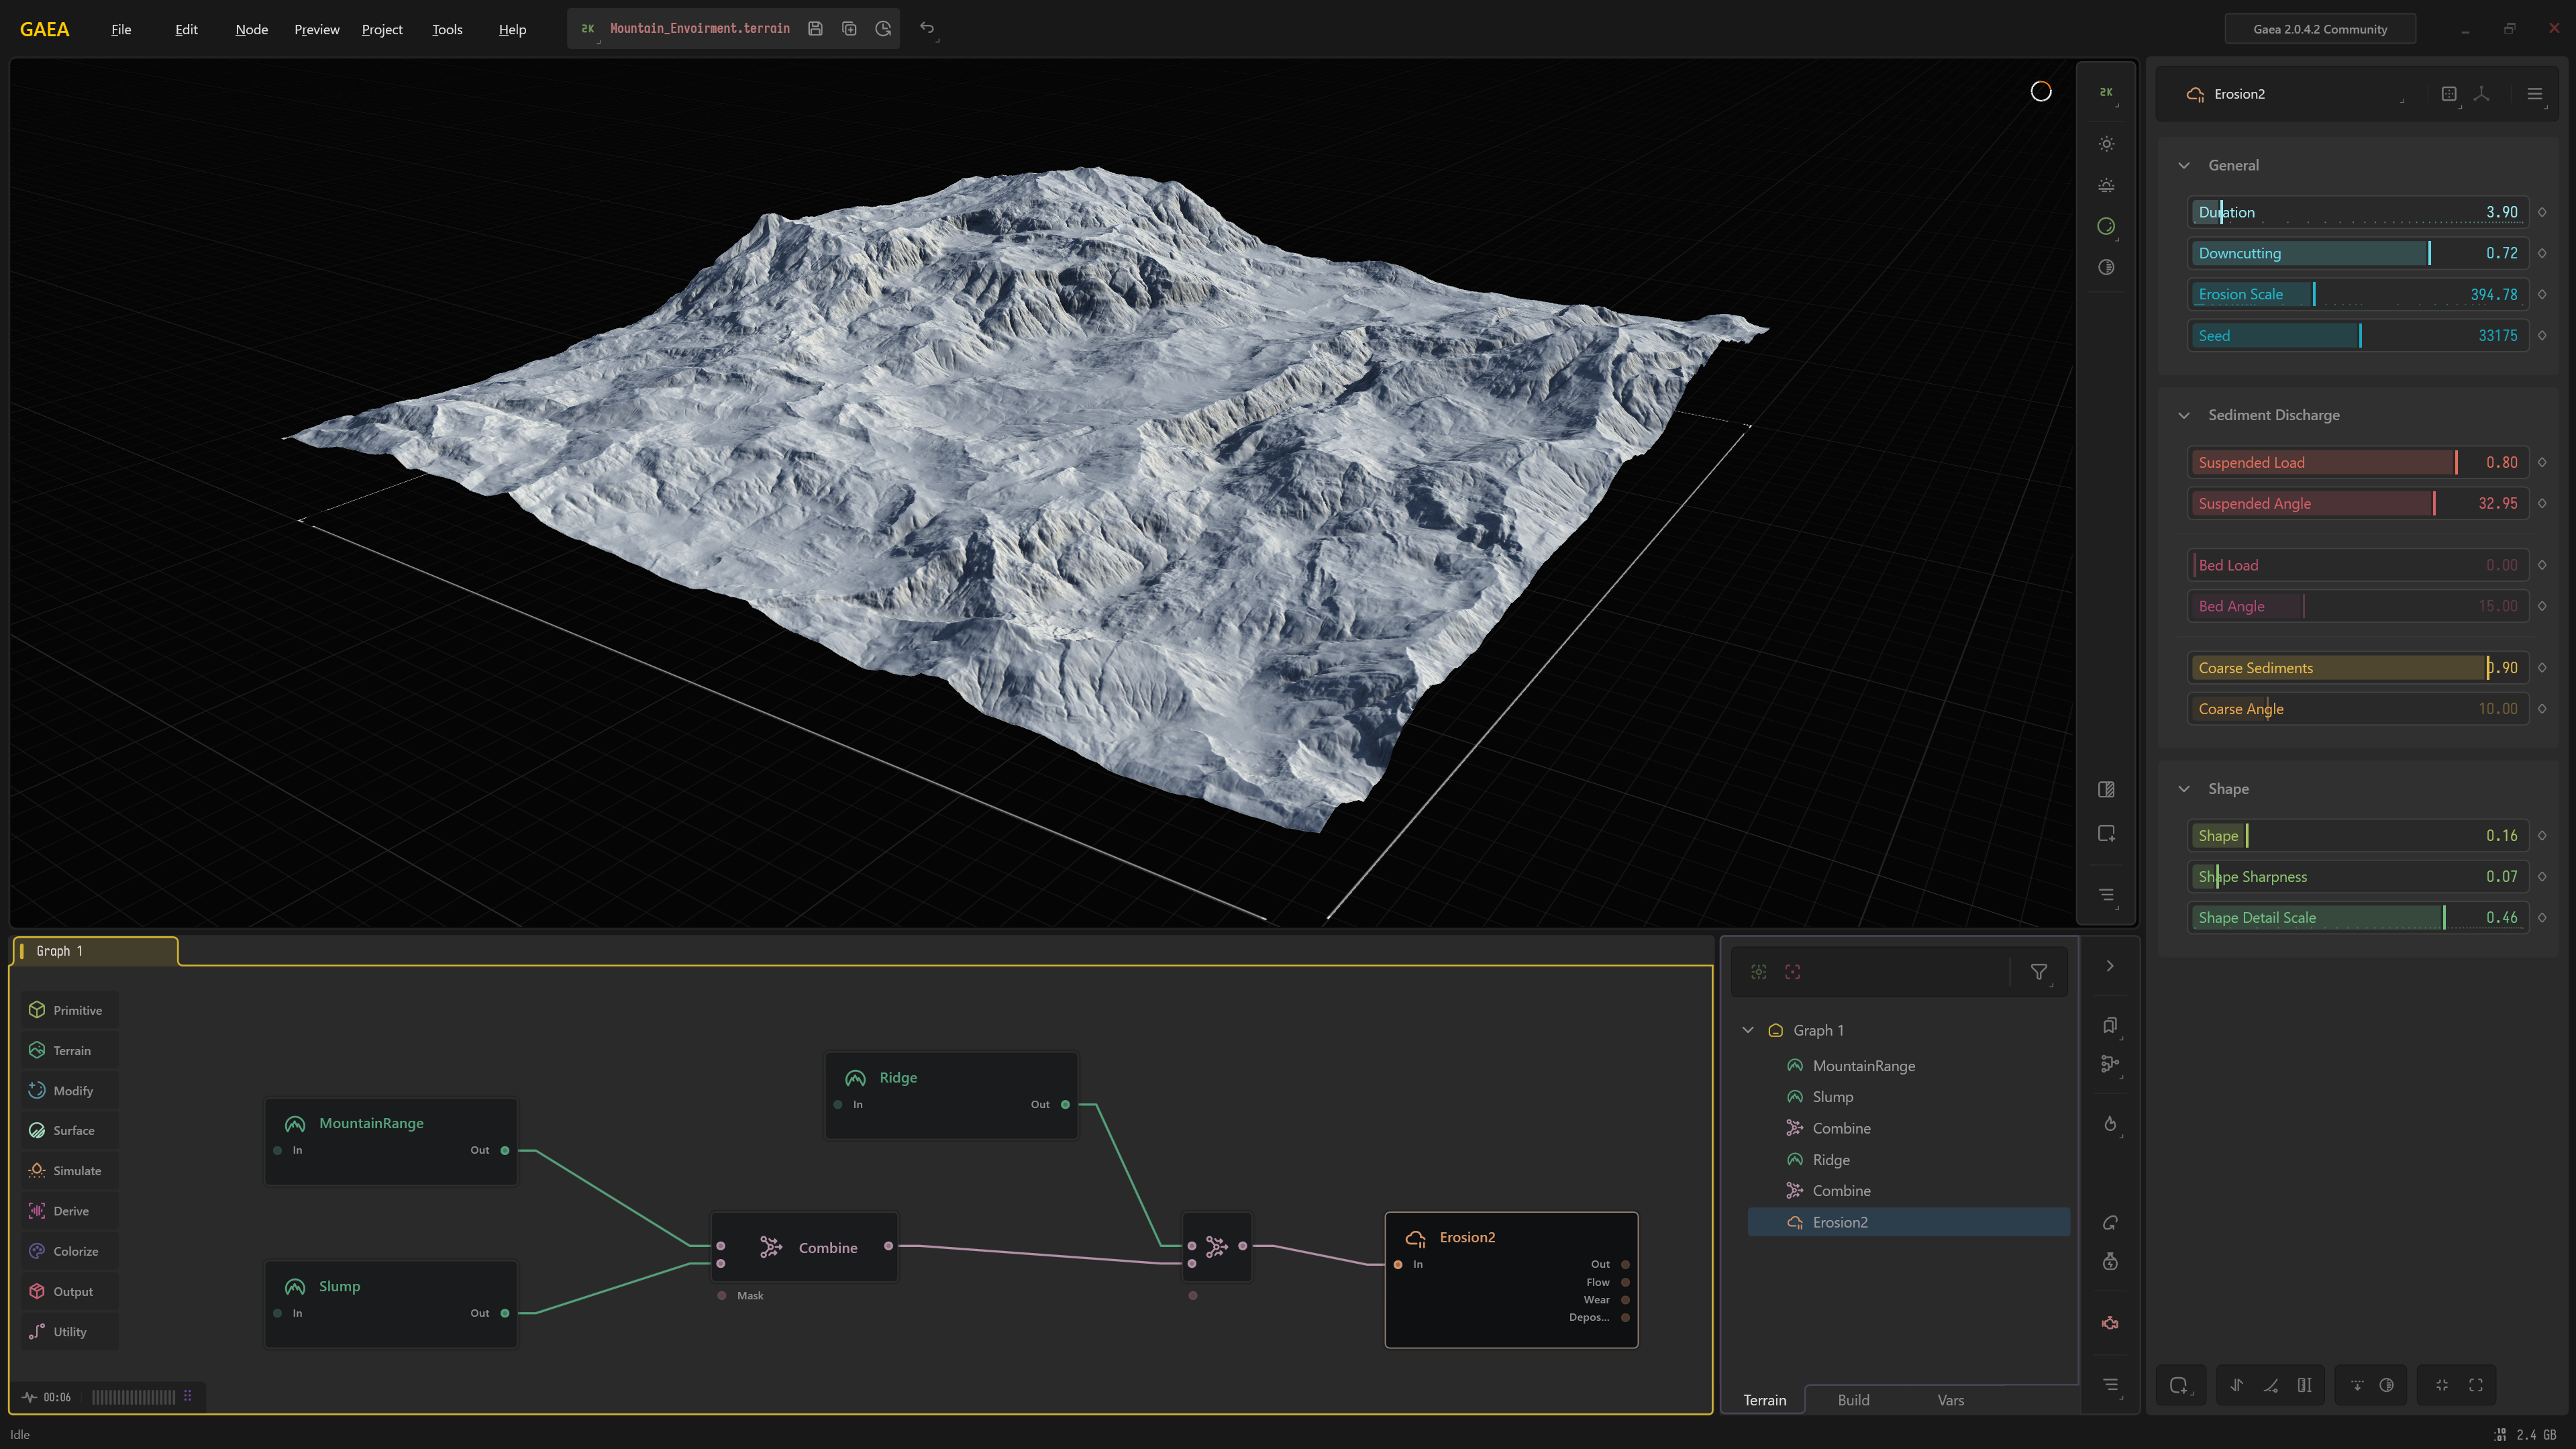 GAEA File Edit Node Preview Project Tools Help 2K Mountain_Envoirment.terrain Gaea 2.0.4.2 Community
2K
Erosion2
General
Duration 3.90
Downcutting 0.72
Erosion Scale 394.78
Seed 33175
Sediment Discharge
Suspended Load 0.80
Suspended Angle 32.95
Bed Load 0.00
Bed Angle 15.00
Coarse Sediments 0.90
Coarse Angle 10.00
Shape
Shape 0.16
Shape Sharpness 0.07
Shape Detail Scale 0.46
Graph 1
Primitive
Terrain
Modify
Surface
Simulate
Derive
Colorize
Output
Utility
MountainRange
In Out
Slump
In Out
Ridge
In Out
Combine
Mask
Erosion2
In Out
Flow
Wear
Depos...
00:06
Graph 1
MountainRange
Slump
Combine
Ridge
Combine
Erosion2
Terrain Build Vars
Idle
2.4 GB